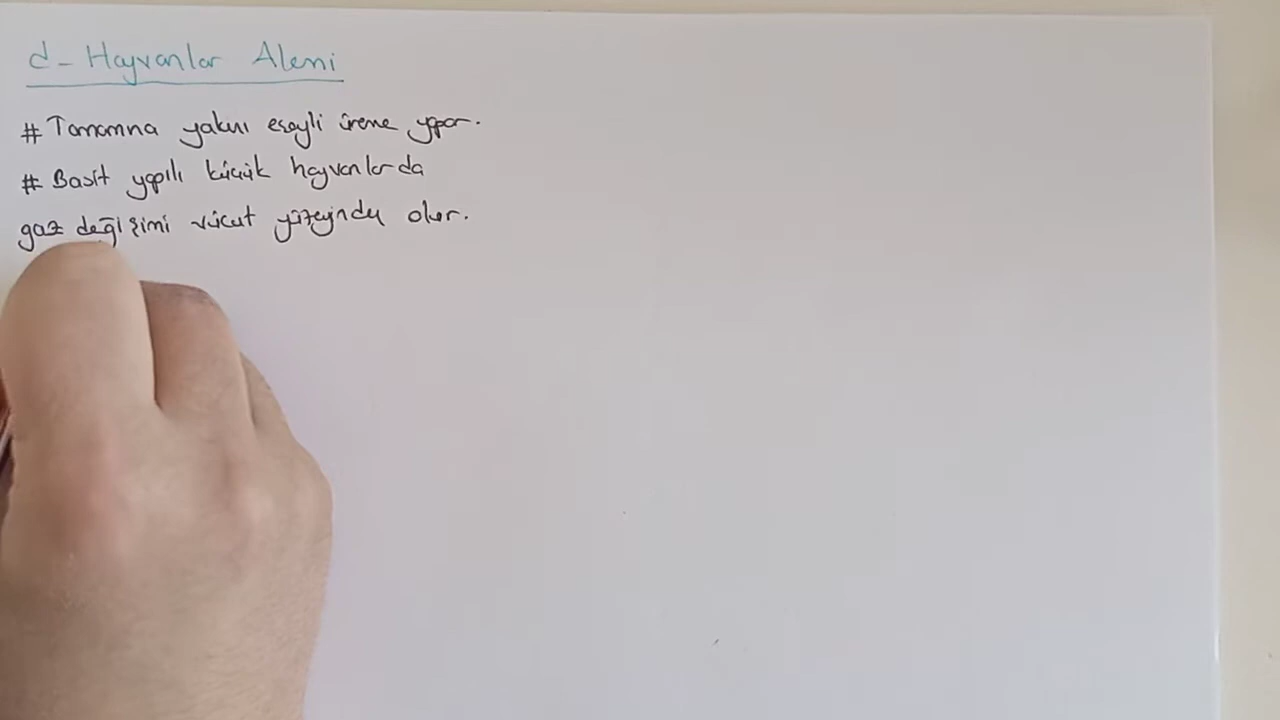 d- Hayvanlar Alemi
# Tamamına yakını eşeyli üreme yapar.
# Basit yapılı küçük hayvanlarda
gaz değişimi vücut yüzeyinden olur.